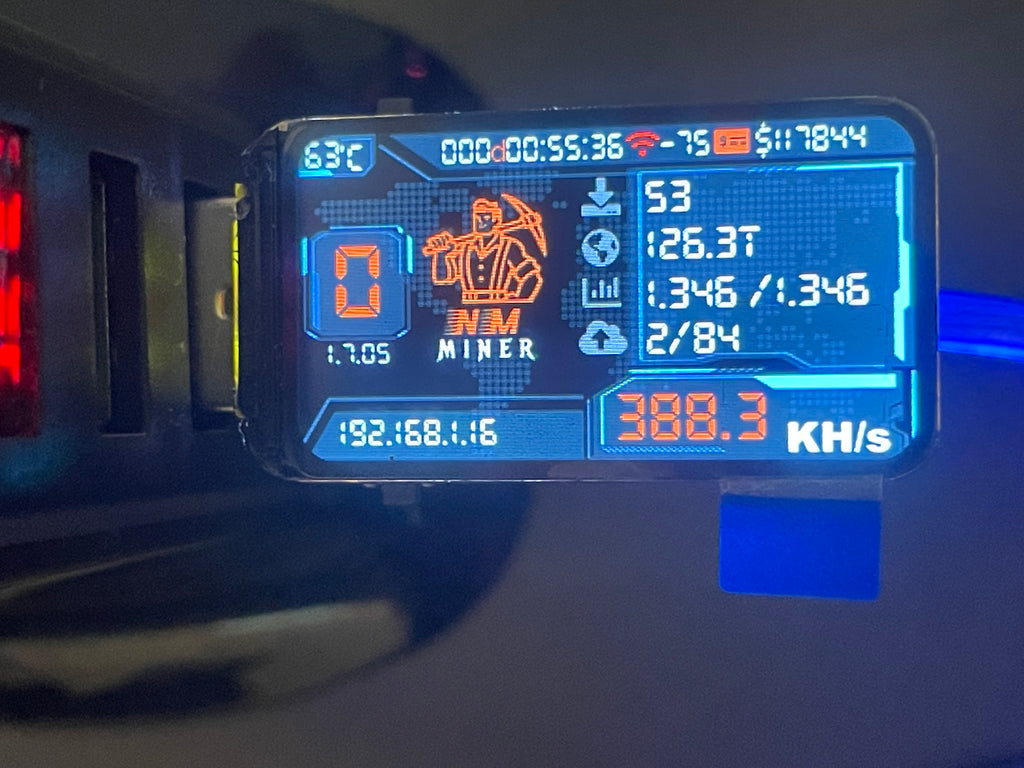 63°C
000d00:55:36 -75 $117844
53
126.3T
1.346 /1.346
2/84
0
1.7.05
NM
MINER
192.168.1.16
388.3 KH/s